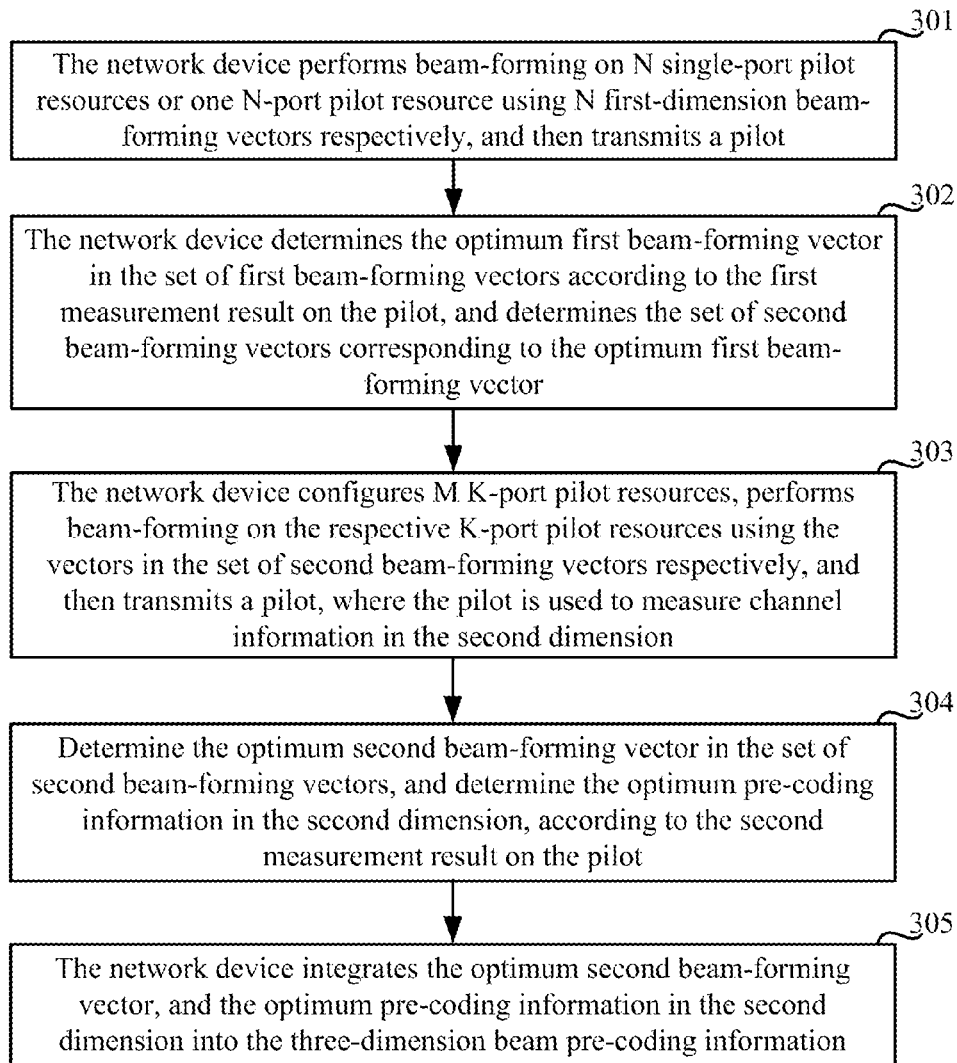 301
The network device performs beam-forming on N single-port pilot
resources or one N-port pilot resource using N first-dimension beam-
forming vectors respectively, and then transmits a pilot
302
The network device determines the optimum first beam-forming vector
in the set of first beam-forming vectors according to the first
measurement result on the pilot, and determines the set of second
beam-forming vectors corresponding to the optimum first beam-
forming vector
303
The network device configures M K-port pilot resources, performs
beam-forming on the respective K-port pilot resources using the
vectors in the set of second beam-forming vectors respectively, and
then transmits a pilot, where the pilot is used to measure channel
information in the second dimension
304
Determine the optimum second beam-forming vector in the set of
second beam-forming vectors, and determine the optimum pre-coding
information in the second dimension, according to the second
measurement result on the pilot
305
The network device integrates the optimum second beam-forming
vector, and the optimum pre-coding information in the second
dimension into the three-dimension beam pre-coding information